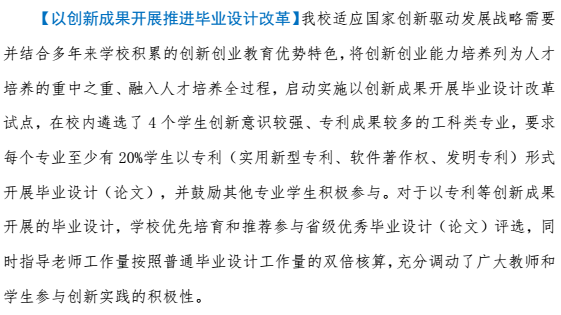 【以创新成果开展推进毕业设计改革】我校适应国家创新驱动发展战略需要
并结合多年来学校积累的创新创业教育优势特色，将创新创业能力培养列为人才
培养的重中之重、融入人才培养全过程，启动实施以创新成果开展毕业设计改革
试点，在校内遴选了 4 个学生创新意识较强、专利成果较多的工科类专业，要求
每个专业至少有 20%学生以专利（实用新型专利、软件著作权、发明专利）形式
开展毕业设计（论文），并鼓励其他专业学生积极参与。对于以专利等创新成果
开展的毕业设计，学校优先培育和推荐参与省级优秀毕业设计（论文）评选，同
时指导老师工作量按照普通毕业设计工作量的双倍核算，充分调动了广大教师和
学生参与创新实践的积极性。